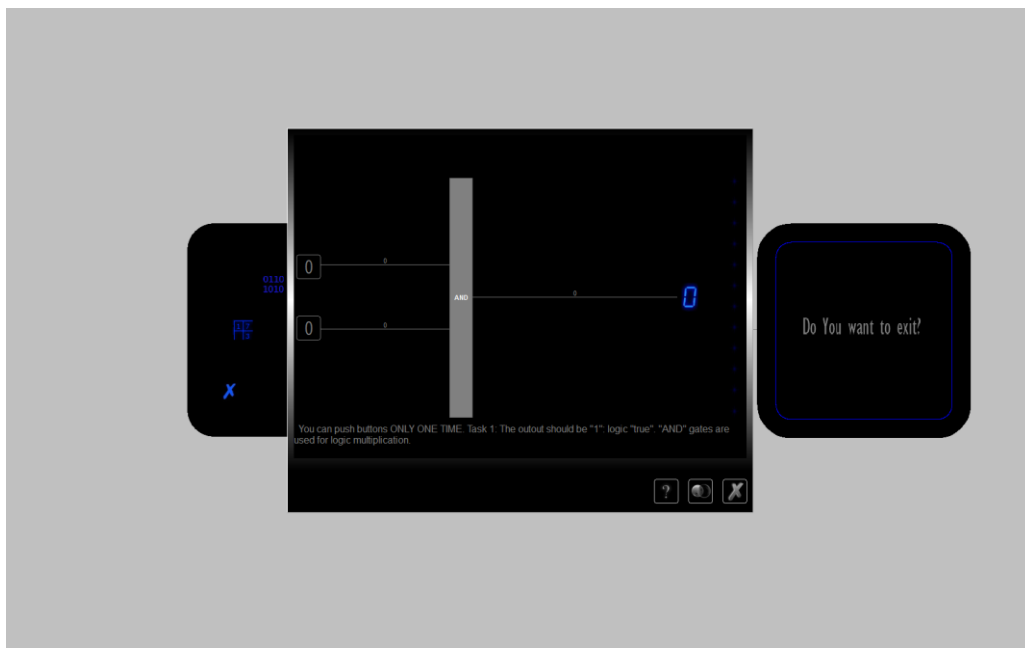 0110
1010
0
0
0
0
AND
0
0
You can push buttons ONLY ONE TIME. Task 1: The outout should be "1": logic "true". "AND" gates are
used for logic multiplication.
?
X
Do You want to exit?